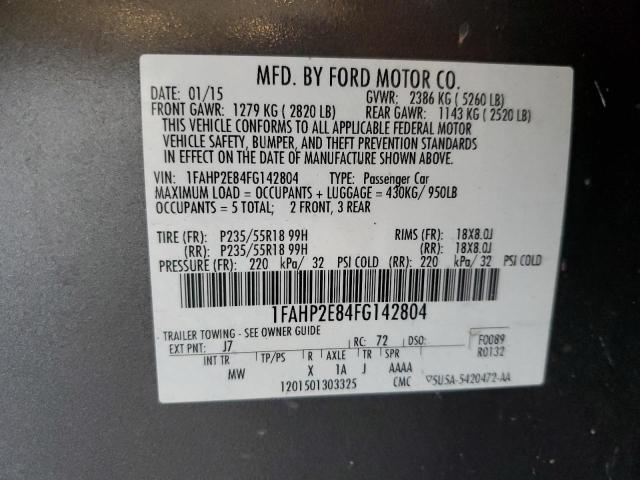 MFD. BY FORD MOTOR CO.
DATE: 01/15 GVWR: 2386 KG ( 5260 LB)
FRONT GAWR: 1279 KG ( 2820 LB) REAR GAWR: 1143 KG ( 2520 LB)
THIS VEHICLE CONFORMS TO ALL APPLICABLE FEDERAL MOTOR
VEHICLE SAFETY, BUMPER, AND THEFT PREVENTION STANDARDS
IN EFFECT ON THE DATE OF MANUFACTURE SHOWN ABOVE.
VIN: 1FAHP2E84FG142804 TYPE: Passenger Car
MAXIMUM LOAD = OCCUPANTS + LUGGAGE = 430KG/ 950LB
OCCUPANTS = 5 TOTAL; 2 FRONT, 3 REAR
TIRE (FR): P235/55R18 99H RIMS (FR): 18X8.0J
(RR): P235/55R18 99H (RR): 18X8.0J
PRESSURE (FR): 220 kPa/ 32 PSI COLD (RR): 220 kPa/ 32 PSI COLD
1FAHP2E84FG142804
TRAILER TOWING - SEE OWNER GUIDE
EXT PNT: J7 RC: 72 DSO: F0089
R0132
INT TR TP/PS R AXLE TR SPR
MW X 1A J AAAA
1201501303325 CMC 5U5A-5420472-AA